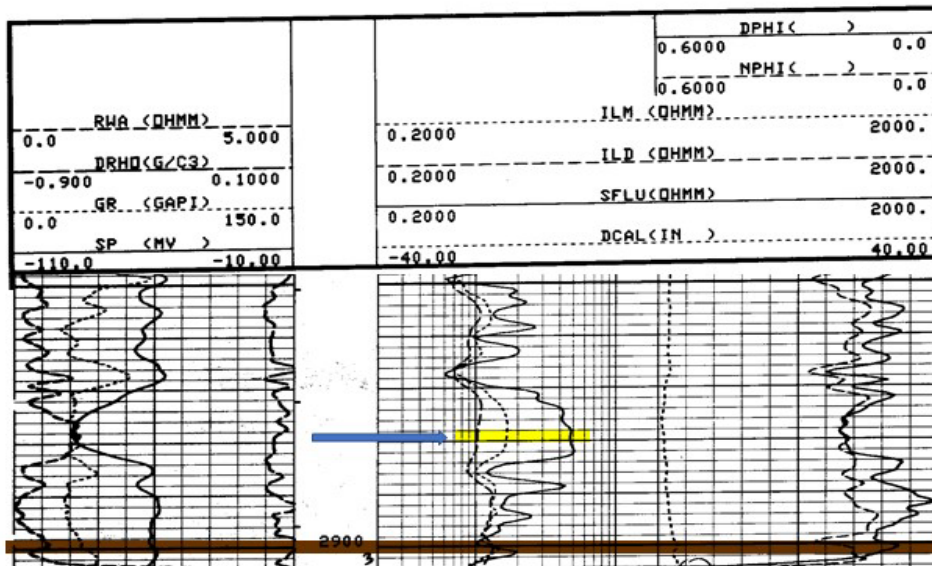 DPHI( )
0.6000 0.0
NPHI( )
0.6000 0.0
RWA (OHMM)
0.0 5.000
DRHO(G/C3)
-0.900 0.1000
GR (GAPI)
0.0 150.0
SP (MV )
-110.0 -10.00
ILM (OHMM)
0.2000 2000.
ILD (OHMM)
0.2000 2000.
SFLU(OHMM)
0.2000 2000.
DCAL(IN )
-40.00 40.00
2900
3